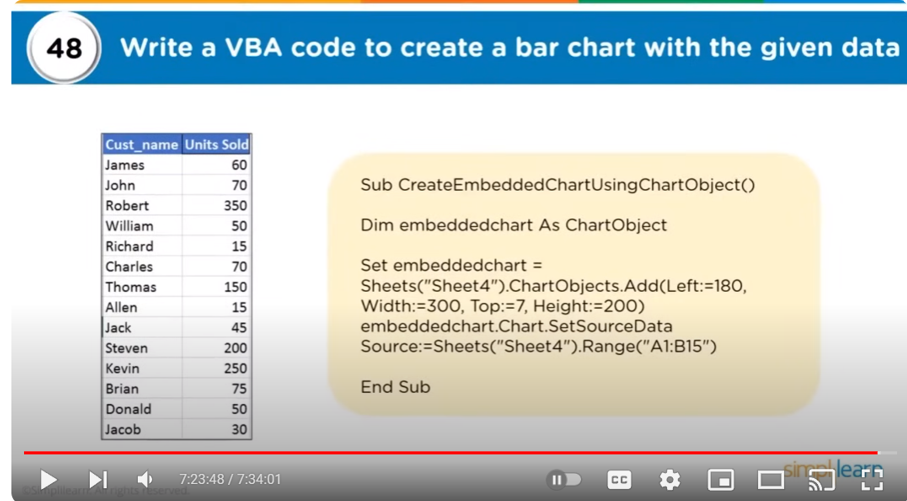 48 Write a VBA code to create a bar chart with the given data
Cust_name Units Sold
James 60
John 70
Robert 350
William 50
Richard 15
Charles 70
Thomas 150
Allen 15
Jack 45
Steven 200
Kevin 250
Brian 75
Donald 50
Jacob 30
Sub CreateEmbeddedChartUsingChartObject()
Dim embeddedchart As ChartObject
Set embeddedchart =
Sheets("Sheet4").ChartObjects.Add(Left:=180,
Width:=300, Top:=7, Height:=200)
embeddedchart.Chart.SetSourceData
Source:=Sheets("Sheet4").Range("A1:B15")
End Sub
7:23:48 / 7:34:01
CC
simplilearn
©Simplilearn. All rights reserved